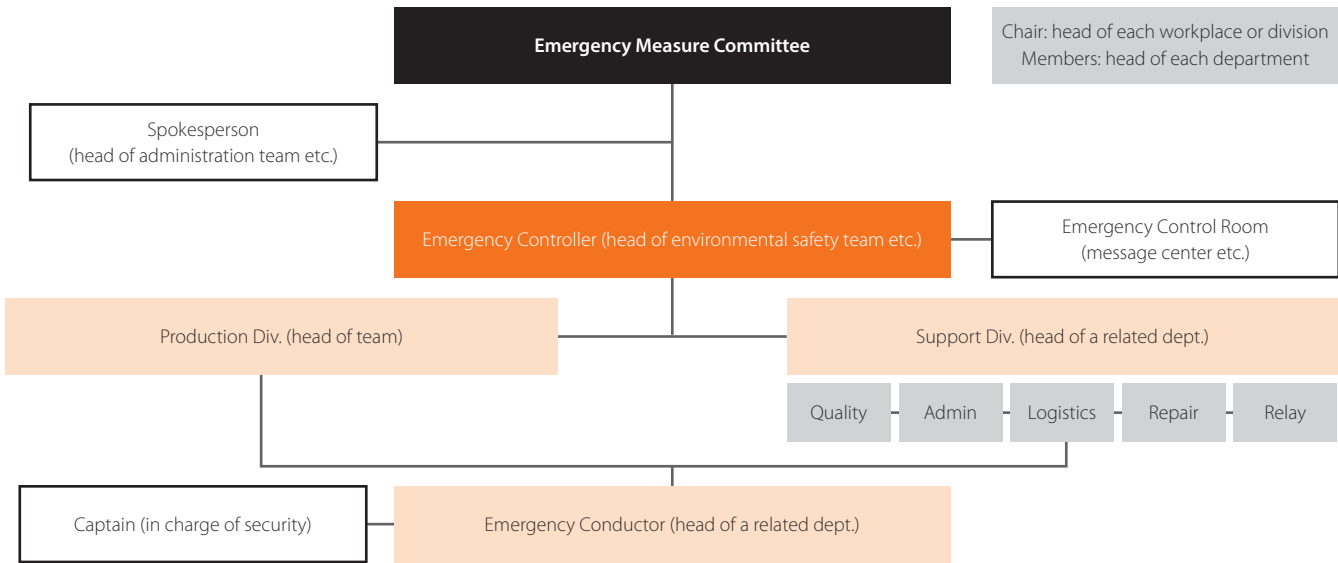 Emergency Measure Committee
Chair: head of each workplace or division
Members: head of each department
Spokesperson
(head of administration team etc.)
Emergency Controller (head of environmental safety team etc.)
Emergency Control Room
(message center etc.)
Production Div. (head of team)
Support Div. (head of a related dept.)
Quality
Admin
Logistics
Repair
Relay
Captain (in charge of security)
Emergency Conductor (head of a related dept.)